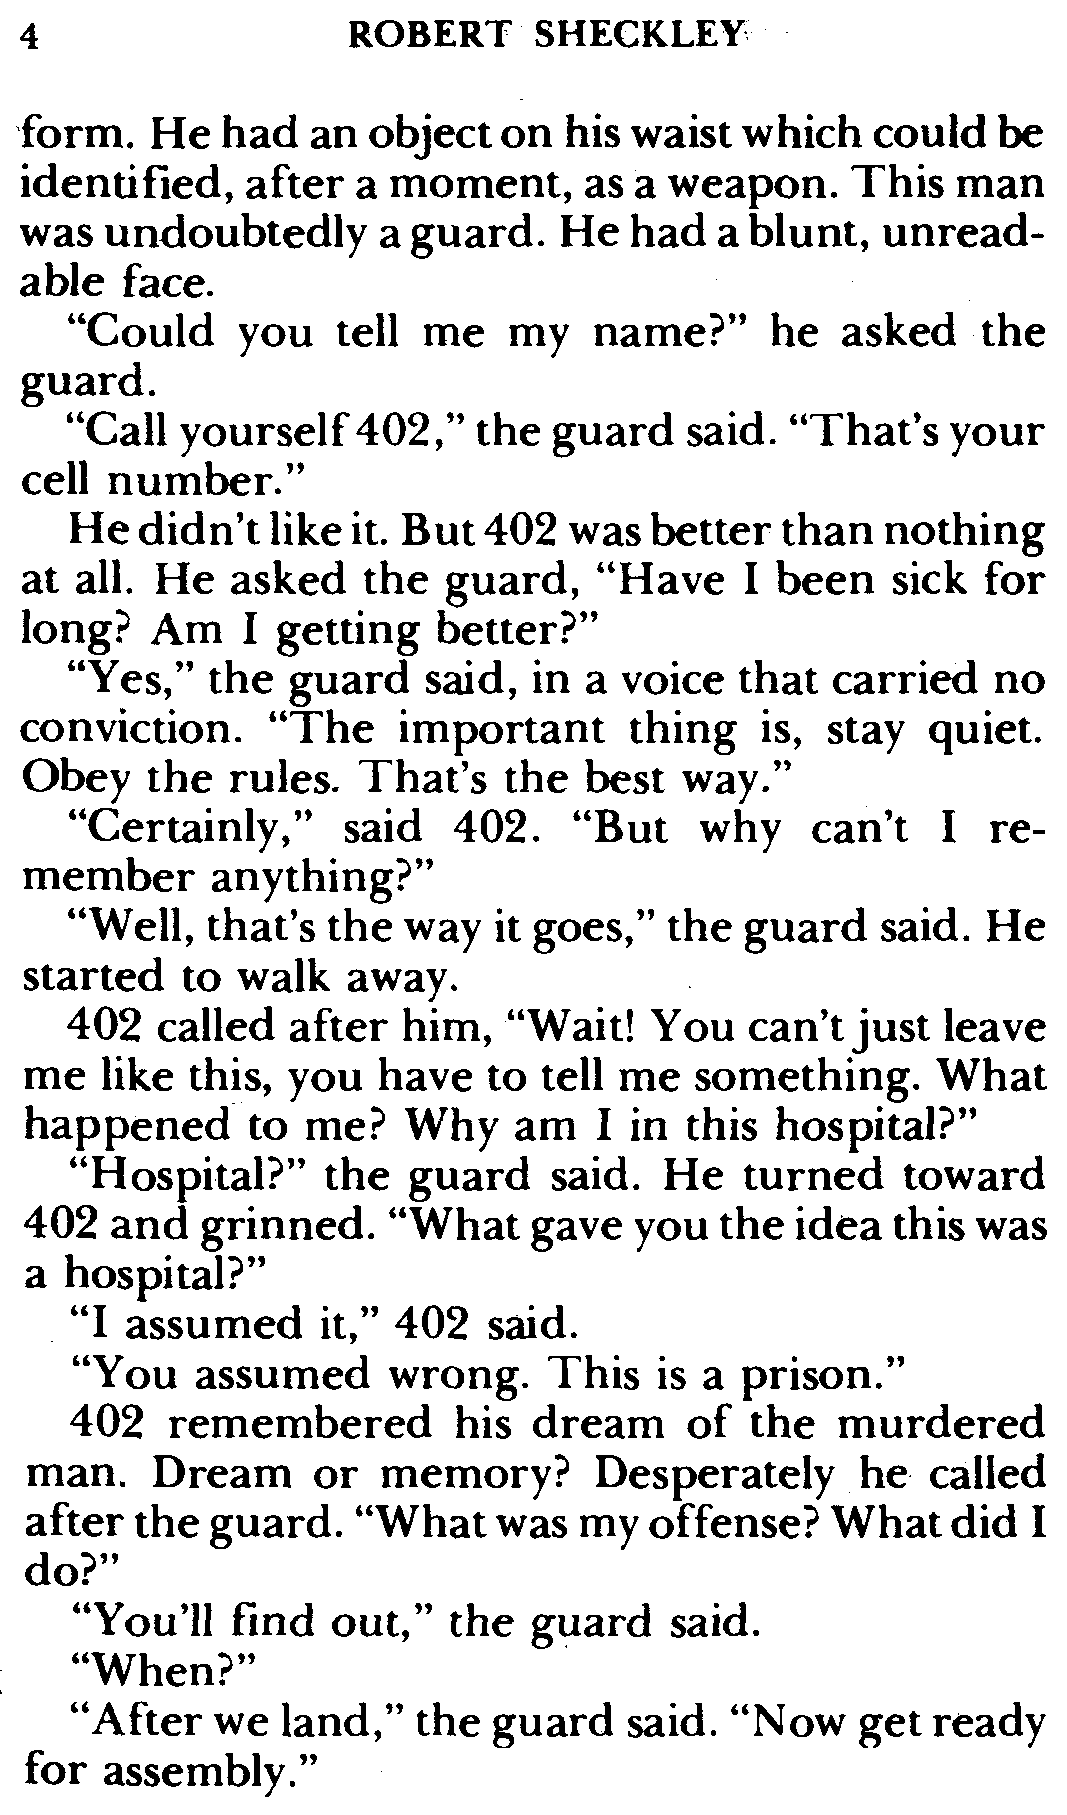 4 ROBERT SHECKLEY
form. He had an object on his waist which could be
identified, after a moment, as a weapon. This man
was undoubtedly a guard. He had a blunt, unread-
able face.
“Could you tell me my name?” he asked the
guard.
“Call yourself 402,” the guard said. “That’s your
cell number.”
He didn’t like it. But 402 was better than nothing
at all. He asked the guard, “Have I been sick for
long? Am I getting better?”
“Yes,” the guard said, in a voice that carried no
conviction. “The important thing is, stay quiet.
Obey the rules. That’s the best way.”
“Certainly,” said 402. “But why can’t I re-
member anything?”
“Well, that’s the way it goes,” the guard said. He
started to walk away.
402 called after him, “Wait! You can’t just leave
me like this, you have to tell me something. What
happened to me? Why am I in this hospital?”
“Hospital?” the guard said. He turned toward
402 and grinned. “What gave you the idea this was
a hospital?”
“I assumed it,” 402 said.
“You assumed wrong. This is a prison.”
402 remembered his dream of the murdered
man. Dream or memory? Desperately he called
after the guard. “What was my offense? What did I
do?”
“You’ll find out,” the guard said.
“When?”
“After we land,” the guard said. “Now get ready
for assembly.”